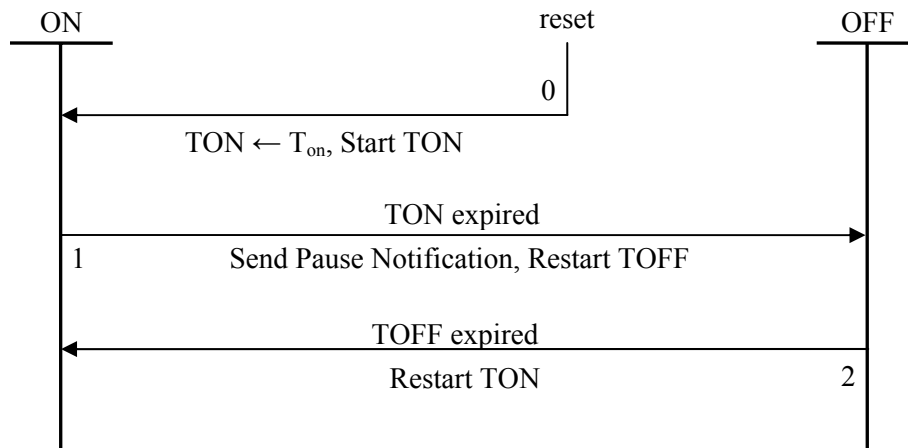 ON
reset
OFF
0
TON ← Tₒₙ, Start TON
TON expired
1
Send Pause Notification, Restart TOFF
TOFF expired
Restart TON
2